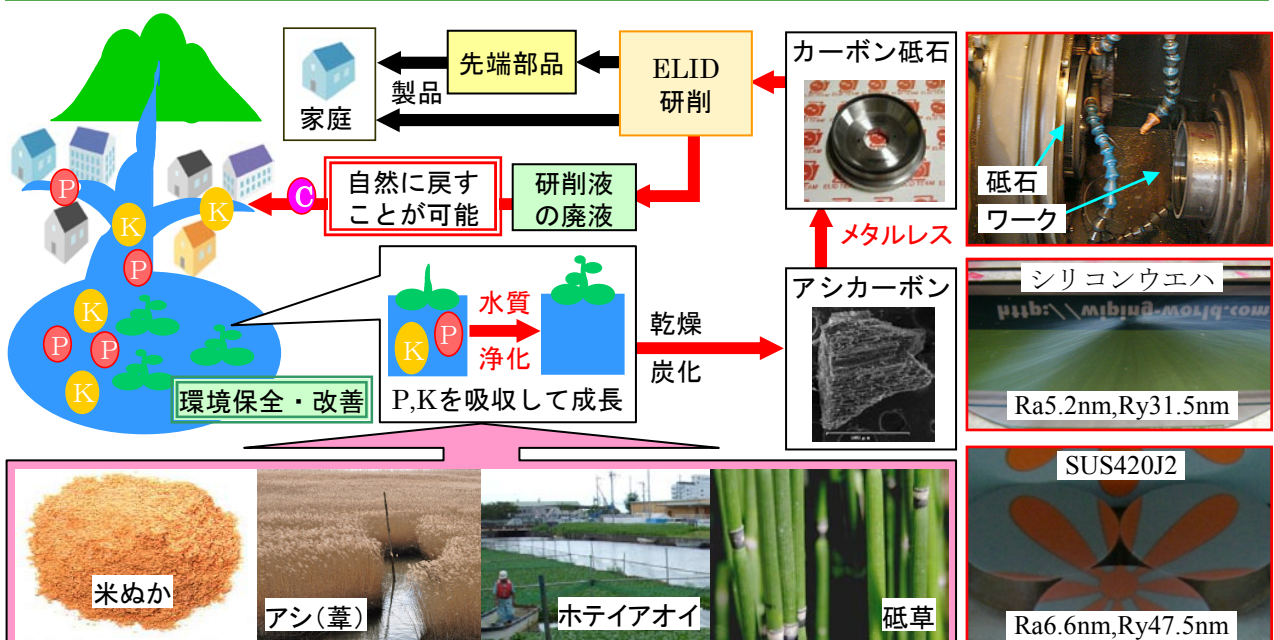 家庭
製品
先端部品
ELID
研削
カーボン砥石
砥石
ワーク
P
K
K
P
K
P
P
K
C
自然に戻す
ことが可能
研削液
の廃液
メタルレス
アシカーボン
シリコンウエハ
http://wiping-world.com
Ra5.2nm,Ry31.5nm
K
P
水質
浄化
P,Kを吸収して成長
乾燥
炭化
環境保全・改善
SUS420J2
Ra6.6nm,Ry47.5nm
米ぬか
アシ(葦)
ホテイアオイ
砥草